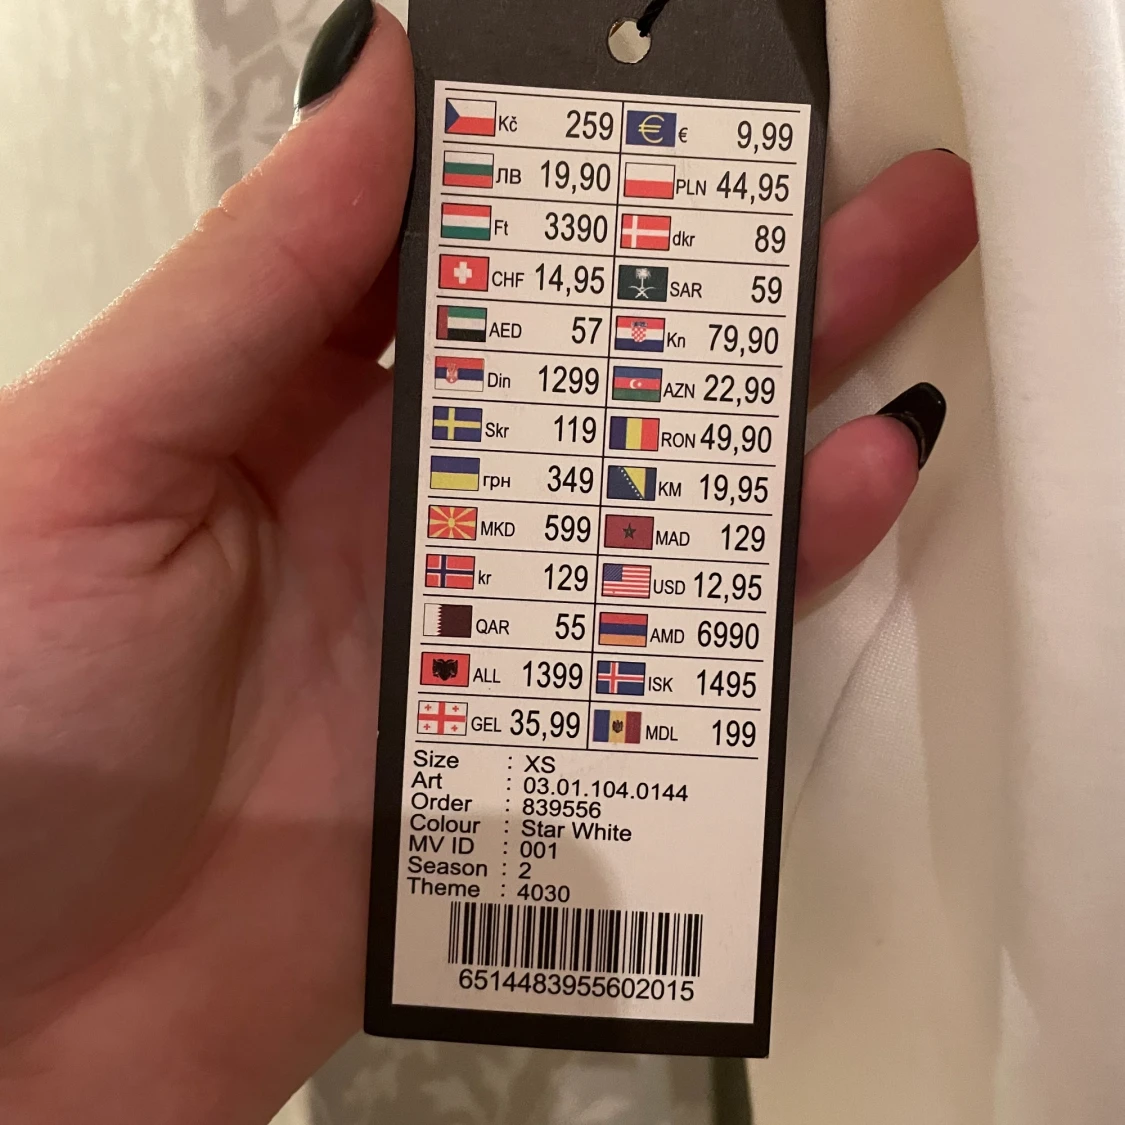 Kč 259 € 9,99
ЛВ 19,90 PLN 44,95
Ft 3390 dkr 89
CHF 14,95 SAR 59
AED 57 Kn 79,90
Din 1299 AZN 22,99
Skr 119 RON 49,90
грн 349 KM 19,95
MKD 599 MAD 129
kr 129 USD 12,95
QAR 55 AMD 6990
ALL 1399 ISK 1495
GEL 35,99 MDL 199
Size : XS
Art : 03.01.104.0144
Order : 839556
Colour : Star White
MV ID : 001
Season : 2
Theme : 4030
6514483955602015